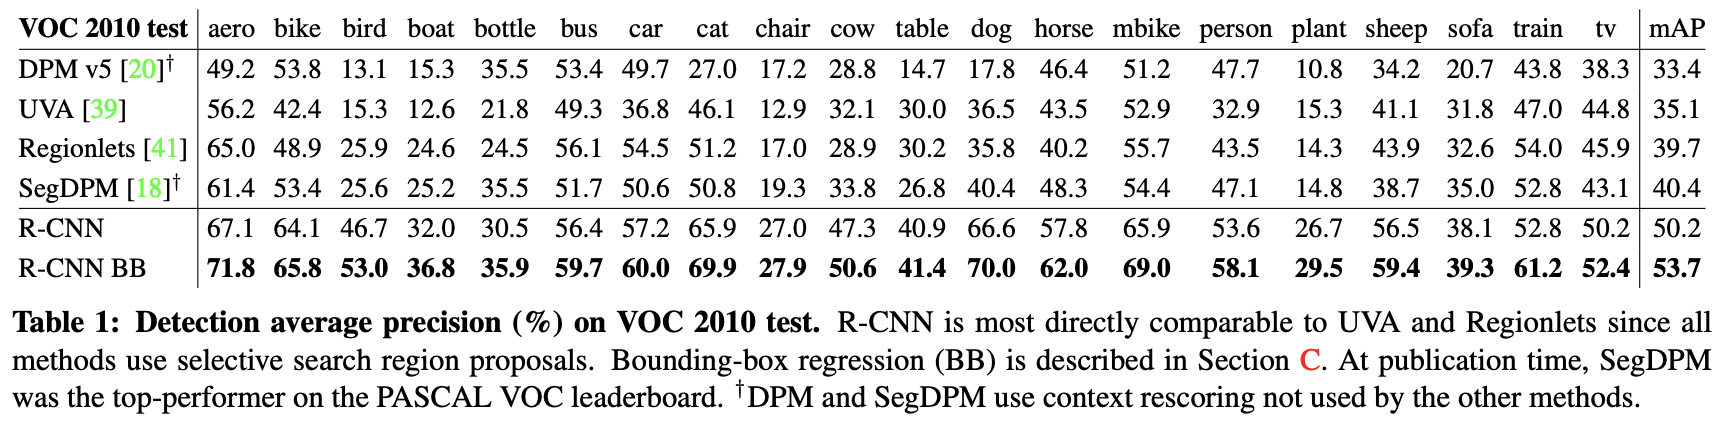 VOC 2010 test aero bike bird boat bottle bus car cat chair cow table dog horse mbike person plant sheep sofa train tv mAP
DPM v5 [20]† 49.2 53.8 13.1 15.3 35.5 53.4 49.7 27.0 17.2 28.8 14.7 17.8 46.4 51.2 47.7 10.8 34.2 20.7 43.8 38.3 33.4
UVA [39] 56.2 42.4 15.3 12.6 21.8 49.3 36.8 46.1 12.9 32.1 30.0 36.5 43.5 52.9 32.9 15.3 41.1 31.8 47.0 44.8 35.1
Regionlets [41] 65.0 48.9 25.9 24.6 24.5 56.1 54.5 51.2 17.0 28.9 30.2 35.8 40.2 55.7 43.5 14.3 43.9 32.6 54.0 45.9 39.7
SegDPM [18]† 61.4 53.4 25.6 25.2 35.5 51.7 50.6 50.8 19.3 33.8 26.8 40.4 48.3 54.4 47.1 14.8 38.7 35.0 52.8 43.1 40.4
R-CNN 67.1 64.1 46.7 32.0 30.5 56.4 57.2 65.9 27.0 47.3 40.9 66.6 57.8 65.9 53.6 26.7 56.5 38.1 52.8 50.2 50.2
R-CNN BB 71.8 65.8 53.0 36.8 35.9 59.7 60.0 69.9 27.9 50.6 41.4 70.0 62.0 69.0 58.1 29.5 59.4 39.3 61.2 52.4 53.7
Table 1: Detection average precision (%) on VOC 2010 test. R-CNN is most directly comparable to UVA and Regionlets since all
methods use selective search region proposals. Bounding-box regression (BB) is described in Section C. At publication time, SegDPM
was the top-performer on the PASCAL VOC leaderboard. †DPM and SegDPM use context rescoring not used by the other methods.